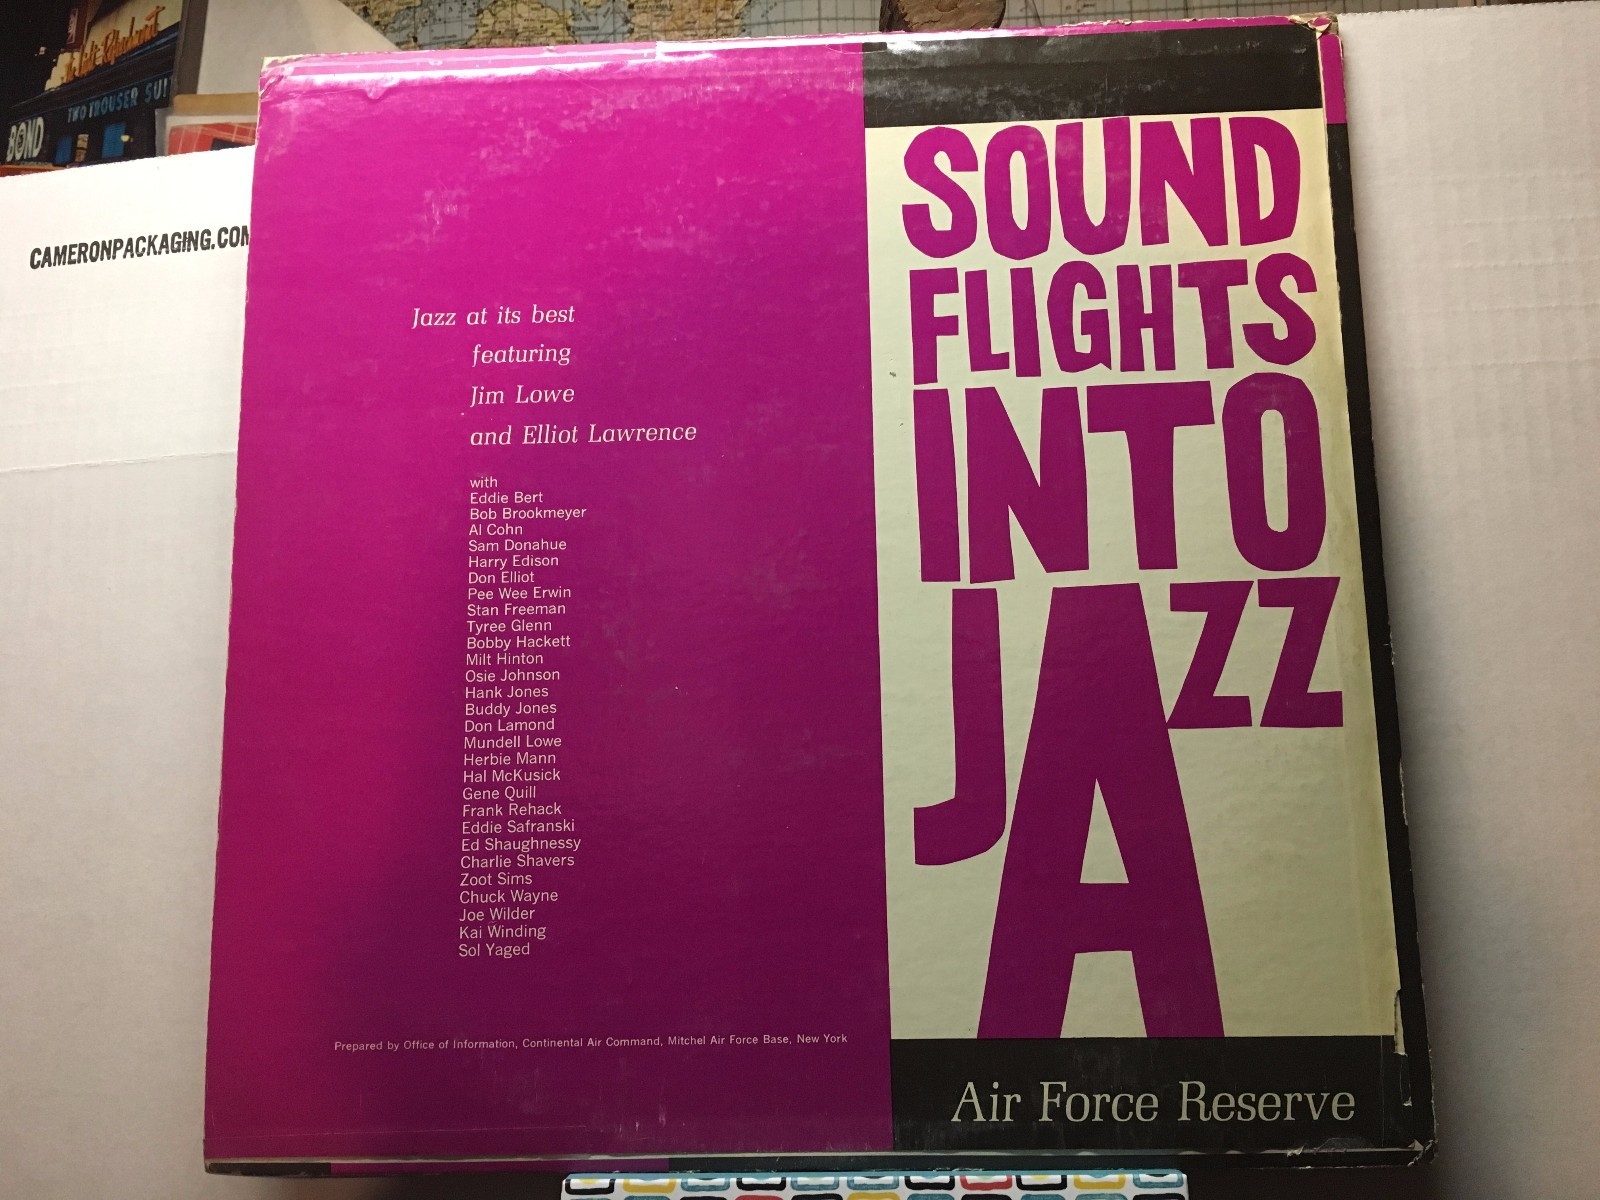 TWO TROUSER SUI
BOND
CAMERONPACKAGING.COM
Jazz at its best
featuring
Jim Lowe
and Elliot Lawrence
with
Eddie Bert
Bob Brookmeyer
Al Cohn
Sam Donahue
Harry Edison
Don Elliot
Pee Wee Erwin
Stan Freeman
Tyree Glenn
Bobby Hackett
Milt Hinton
Osie Johnson
Hank Jones
Buddy Jones
Don Lamond
Mundell Lowe
Herbie Mann
Hal McKusick
Gene Quill
Frank Rehack
Eddie Safranski
Ed Shaughnessy
Charlie Shavers
Zoot Sims
Chuck Wayne
Joe Wilder
Kai Winding
Sol Yaged
Prepared by Office of Information, Continental Air Command, Mitchel Air Force Base, New York
SOUND
FLIGHTS
INTO
JAZZ
Air Force Reserve